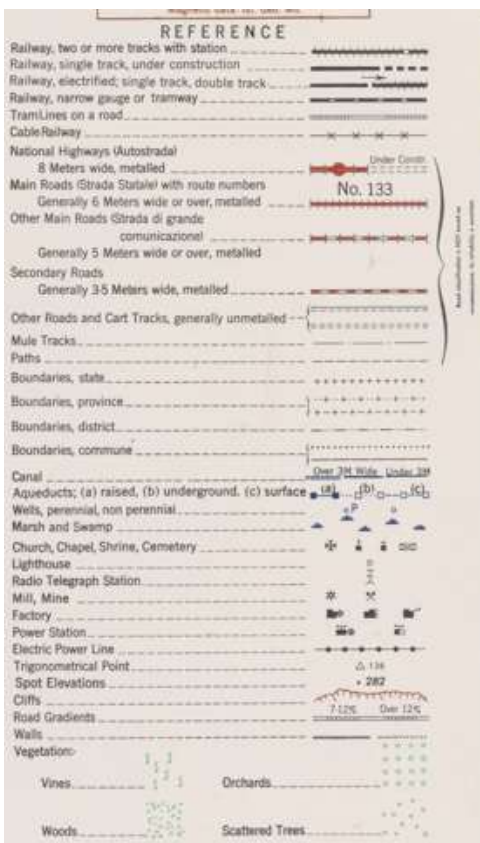 REFERENCE
Railway, two or more tracks with station
Railway, single track, under construction
Railway, electrified; single track, double track
Railway, narrow gauge or tramway
Tram Lines on a road
Cable Railway
National Highways (Autostrada)
8 Meters wide, metalled
Under Constr.
Main Roads (Strada Statale) with route numbers
No. 133
Generally 6 Meters wide or over, metalled
Other Main Roads (Strada di grande
comunicazione)
Generally 5 Meters wide or over, metalled
Secondary Roads
Generally 3·5 Meters wide, metalled
Other Roads and Cart Tracks, generally unmetalled
Mule Tracks
Paths
Boundaries, state
Boundaries, province
Boundaries, district
Boundaries, commune
Canal
Over 3M Wide Under 3M
Aqueducts; (a) raised, (b) underground. (c) surface
(a) (b) (c)
Wells, perennial, non perennial
P
Marsh and Swamp
Church, Chapel, Shrine, Cemetery
Lighthouse
Radio Telegraph Station
Mill, Mine
Factory
Power Station
Electric Power Line
Trigonometrical Point
136
Spot Elevations
282
Cliffs
Road Gradients
7-12% Over 12%
Walls
Vegetation:-
Vines
Orchards
Woods
Scattered Trees